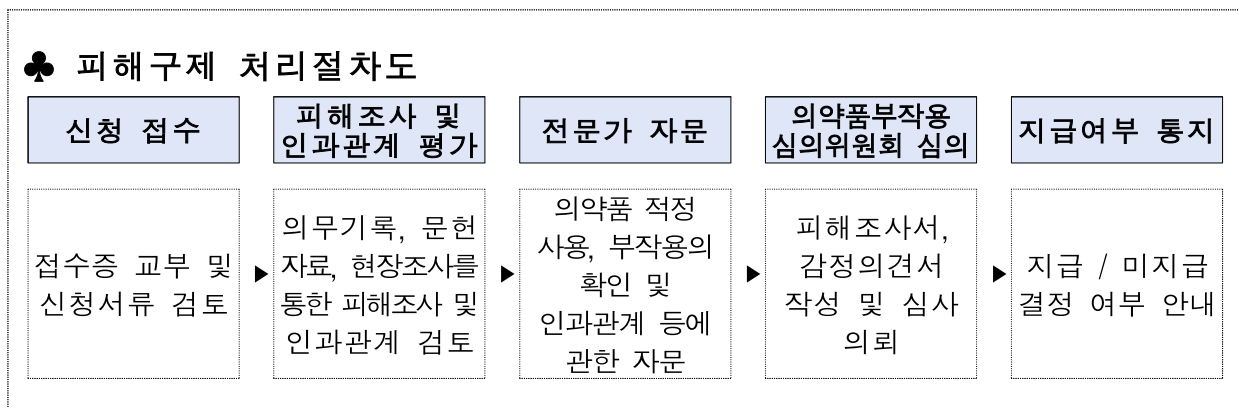 ♣ 피해구제 처리절차도
신청 접수
피해조사 및
인과관계 평가
전문가 자문
의약품부작용
심의위원회 심의
지급여부 통지
접수증 교부 및
신청서류 검토
▶
의무기록, 문헌
자료, 현장조사를
통한 피해조사 및
인과관계 검토
▶
의약품 적정
사용, 부작용의
확인 및
인과관계 등에
관한 자문
▶
피해조사서,
감정의견서
작성 및 심사
의뢰
▶
지급 / 미지급
결정 여부 안내